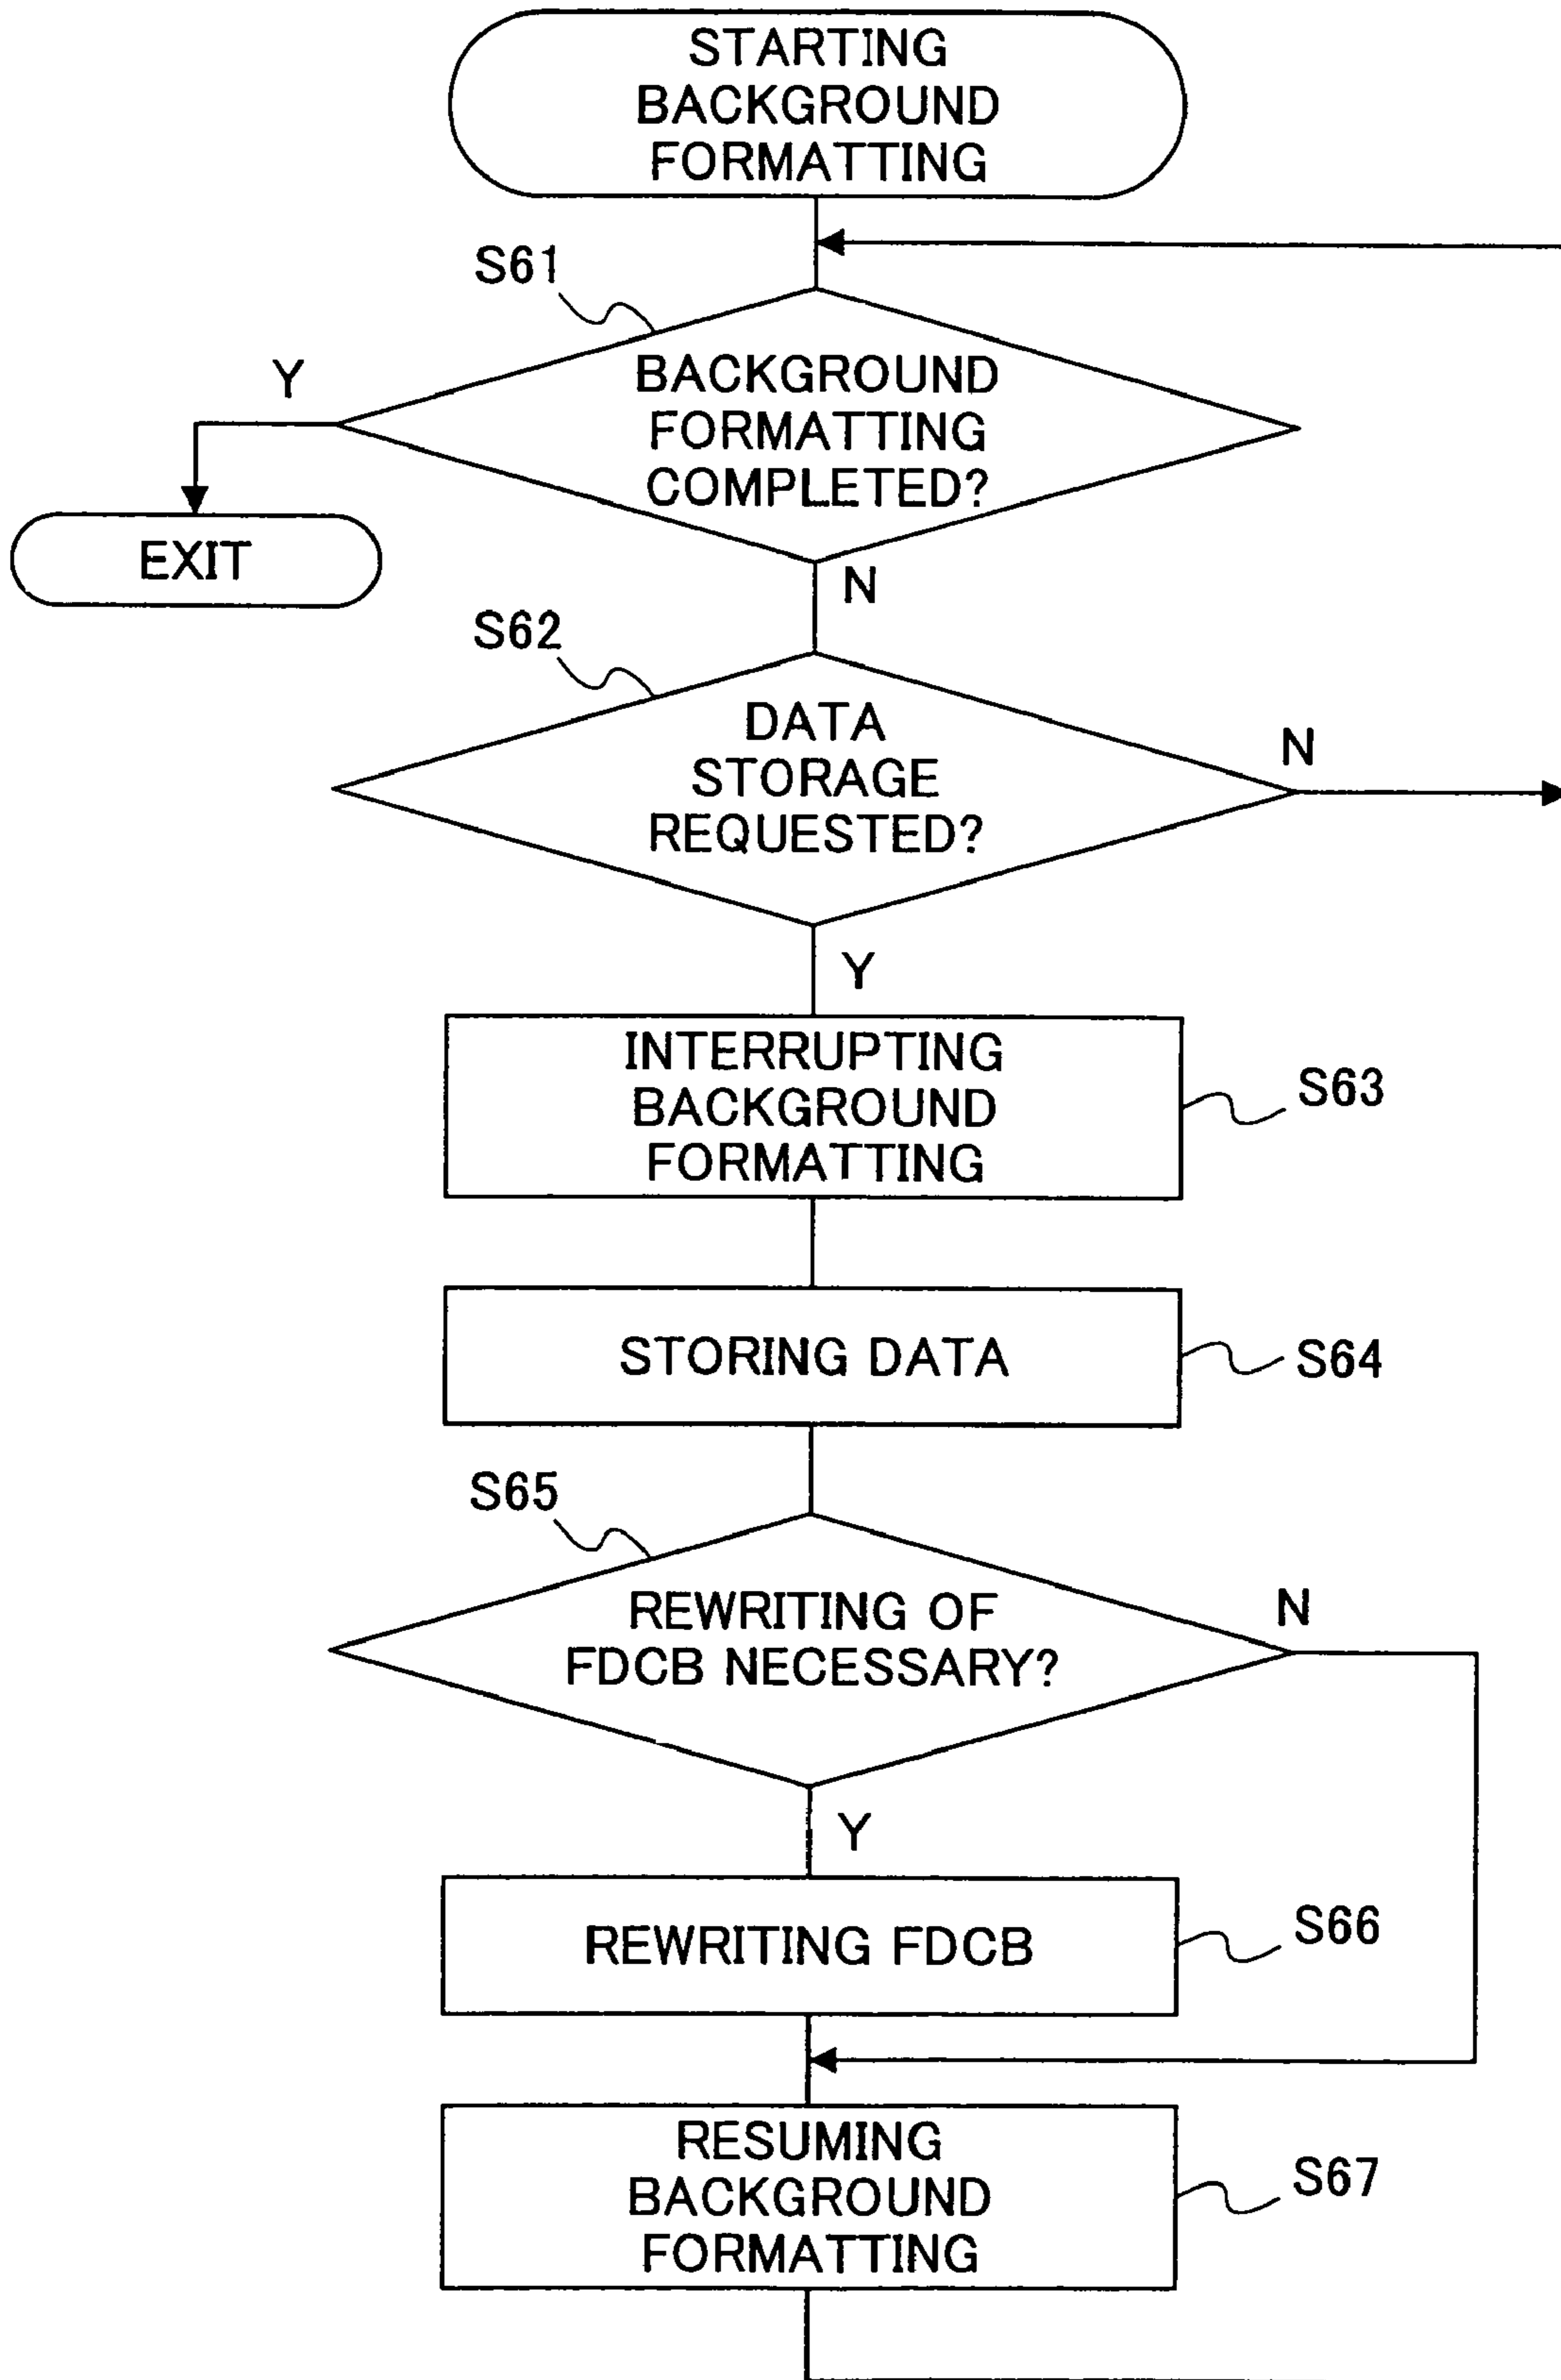 STARTING
BACKGROUND
FORMATTING
S61
Y
BACKGROUND
FORMATTING
COMPLETED?
EXIT
N
S62
DATA
STORAGE
REQUESTED?
N
Y
INTERRUPTING
BACKGROUND
FORMATTING
S63
STORING DATA
S64
S65
REWRITING OF
FDCB NECESSARY?
N
Y
REWRITING FDCB
S66
RESUMING
BACKGROUND
FORMATTING
S67